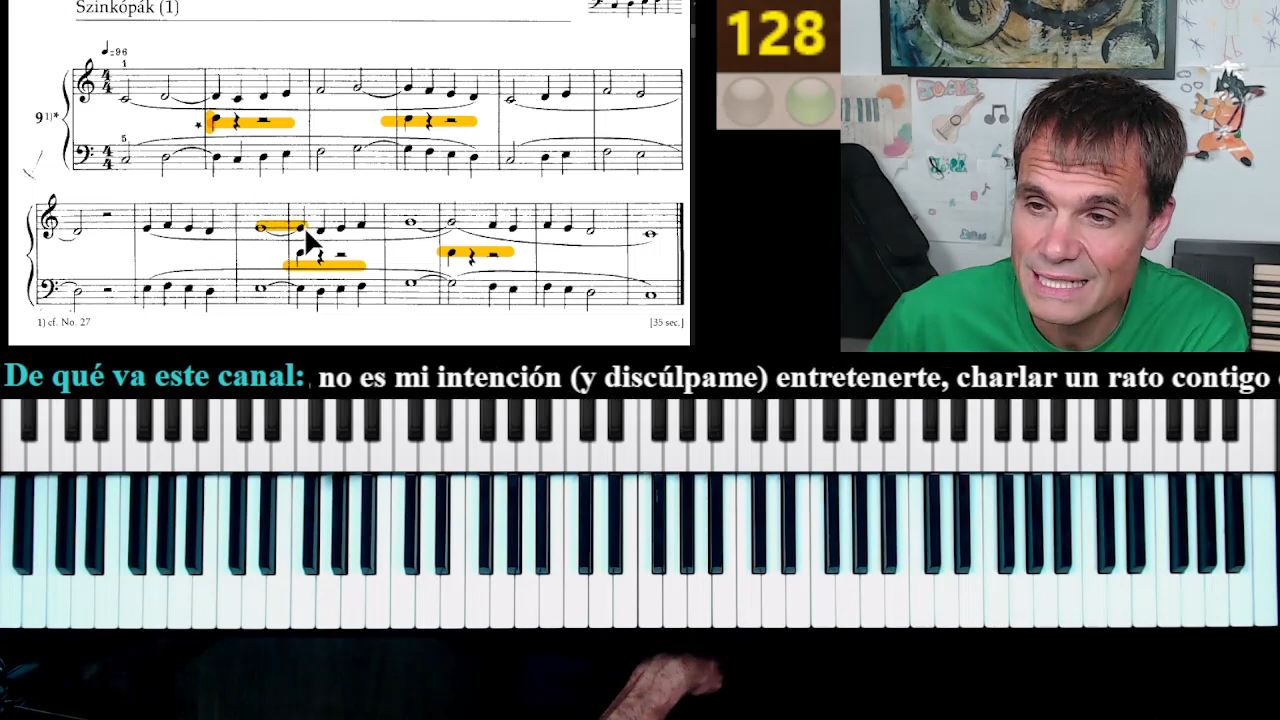 Szinkópák (1)
128
♩=96
1
9 1)*
5
1) cf. No. 27
[35 sec.]
De qué va este canal: no es mi intención (y discúlpame) entretenerte, charlar un rato contigo